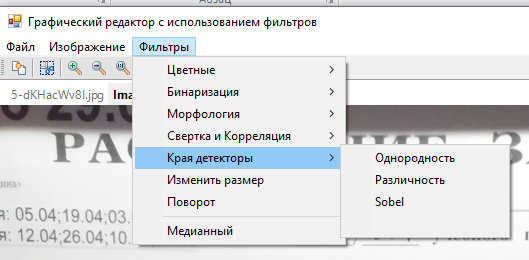 Графический редактор с использованием фильтров
Файл Изображение Фильтры
5-dKHacWv8I.jpg Ima
Цветные
Бинаризация
Морфология
Свертка и Корреляция
Края детекторы
Изменить размер
Поворот
Медианный
Однородность
Различность
Sobel
РАС
я: 05.04;19.04;03.
я: 12.04;26.04;10.